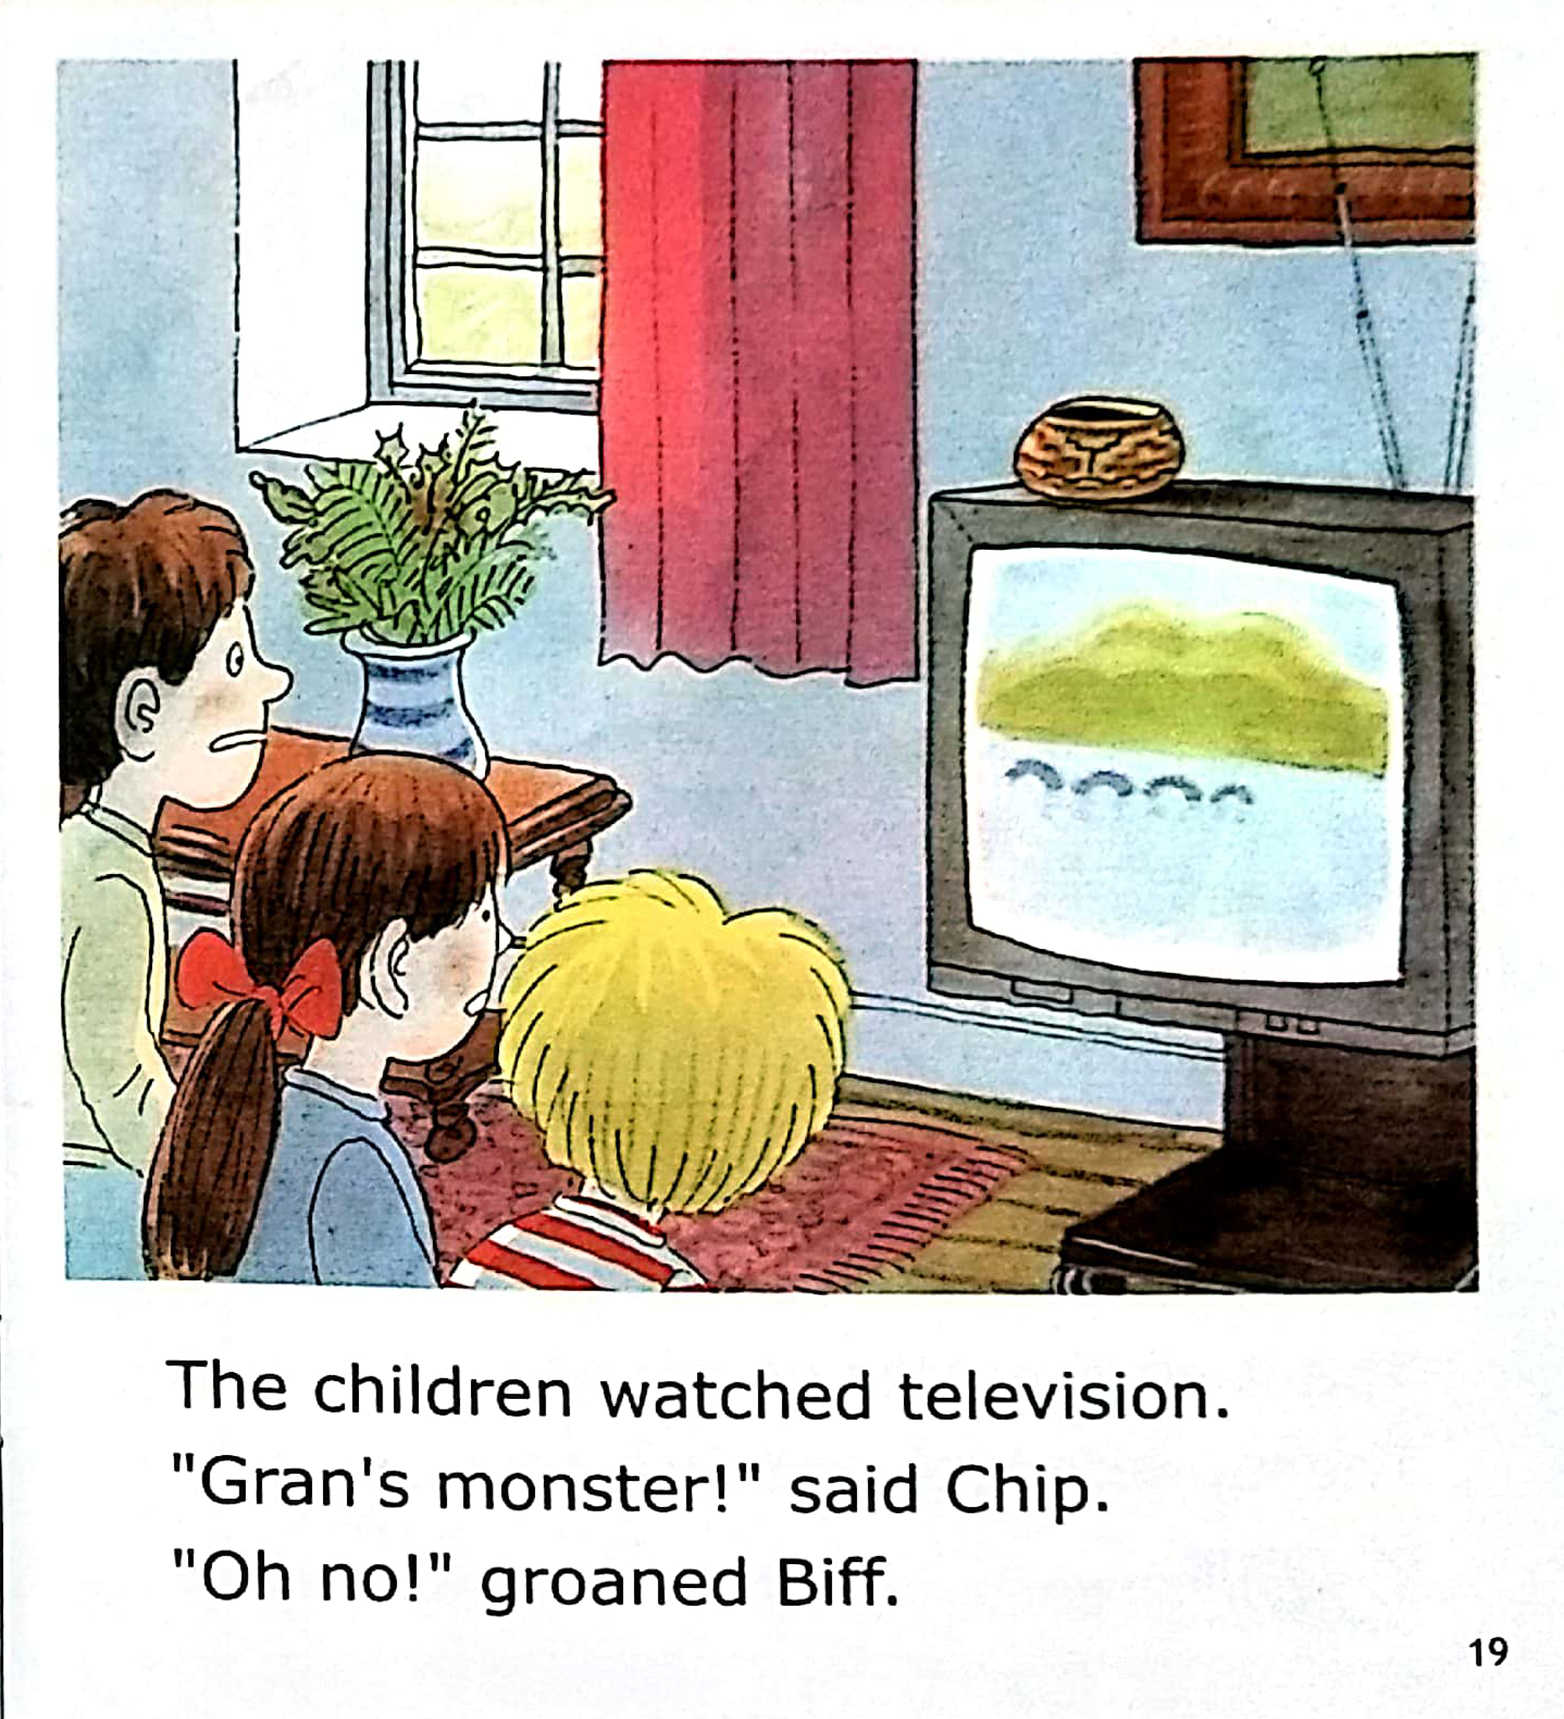 The children watched television.
"Gran's monster!" said Chip.
"Oh no!" groaned Biff.
19